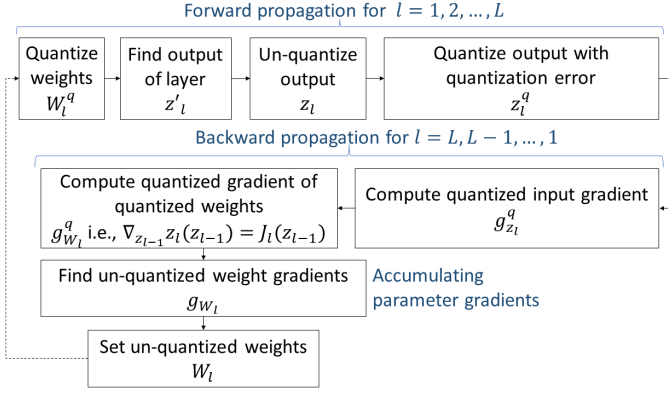 Forward propagation for l = 1, 2, ..., L
Quantize
weights
W_l^q
Find output
of layer
z'_l
Un-quantize
output
z_l
Quantize output with
quantization error
z_l^q
Backward propagation for l = L, L − 1, ..., 1
Compute quantized gradient of
quantized weights
g_{W_l}^q i.e., ∇_{z_{l−1}} z_l(z_{l−1}) = J_l(z_{l−1})
Compute quantized input gradient
g_{z_l}^q
Find un-quantized weight gradients
g_{W_l}
Accumulating
parameter gradients
Set un-quantized weights
W_l